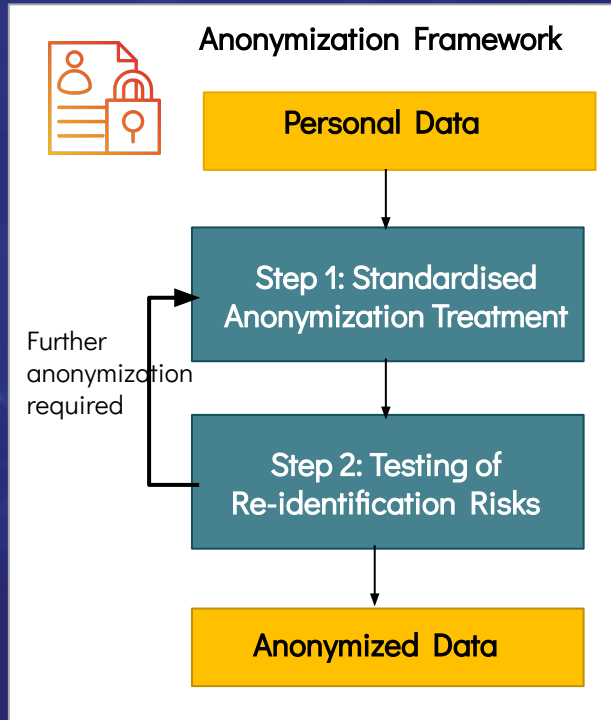 Anonymization Framework
Personal Data
Step 1: Standardised
Anonymization Treatment
Further
anonymization
required
Step 2: Testing of
Re-identification Risks
Anonymized Data